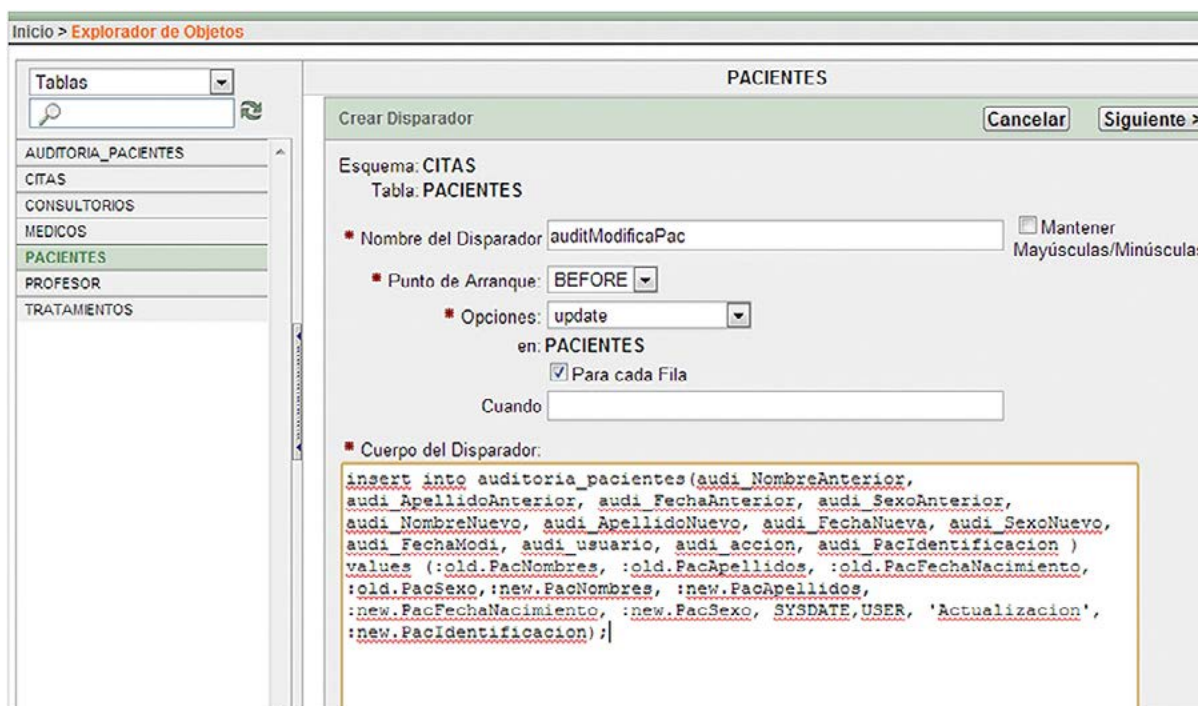 Inicio > Explorador de Objetos
Tablas
AUDITORIA_PACIENTES
CITAS
CONSULTORIOS
MEDICOS
PACIENTES
PROFESOR
TRATAMIENTOS
PACIENTES
Crear Disparador
Cancelar
Siguiente >
Esquema: CITAS
Tabla: PACIENTES
* Nombre del Disparador auditModificaPac
Mantener
Mayúsculas/Minúsculas
* Punto de Arranque: BEFORE
* Opciones: update
en: PACIENTES
Para cada Fila
Cuando
* Cuerpo del Disparador:
insert into auditoria_pacientes(audi_NombreAnterior,
audi_ApellidoAnterior, audi_FechaAnterior, audi_SexoAnterior,
audi_NombreNuevo, audi_ApellidoNuevo, audi_FechaNueva, audi_SexoNuevo,
audi_FechaModi, audi_usuario, audi_accion, audi_PacIdentificacion )
values (:old.PacNombres, :old.PacApellidos, :old.PacFechaNacimiento,
:old.PacSexo,:new.PacNombres, :new.PacApellidos,
:new.PacFechaNacimiento, :new.PacSexo, SYSDATE,USER, 'Actualizacion',
:new.PacIdentificacion);